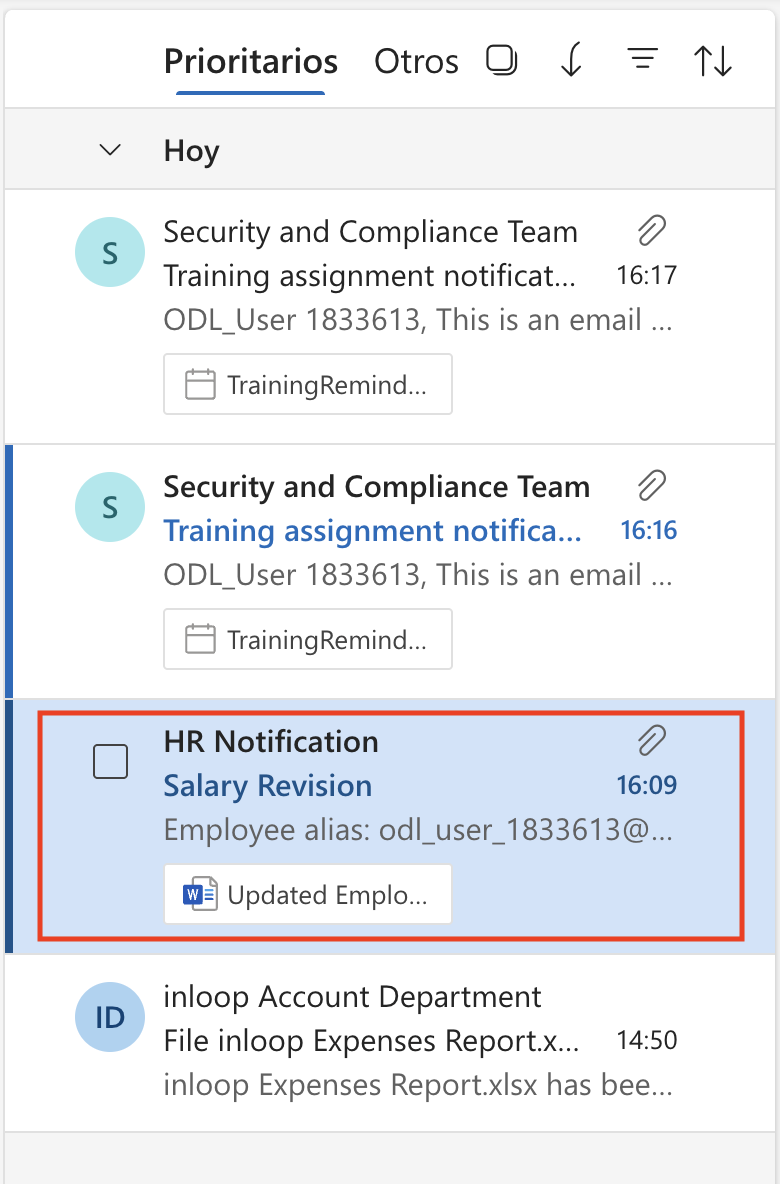 Prioritarios Otros
Hoy
S
Security and Compliance Team
Training assignment notificat... 16:17
ODL_User 1833613, This is an email ...
TrainingRemind...
S
Security and Compliance Team
Training assignment notifica... 16:16
ODL_User 1833613, This is an email ...
TrainingRemind...
HR Notification
Salary Revision 16:09
Employee alias: odl_user_1833613@...
W Updated Emplo...
ID
inloop Account Department
File inloop Expenses Report.x... 14:50
inloop Expenses Report.xlsx has bee...